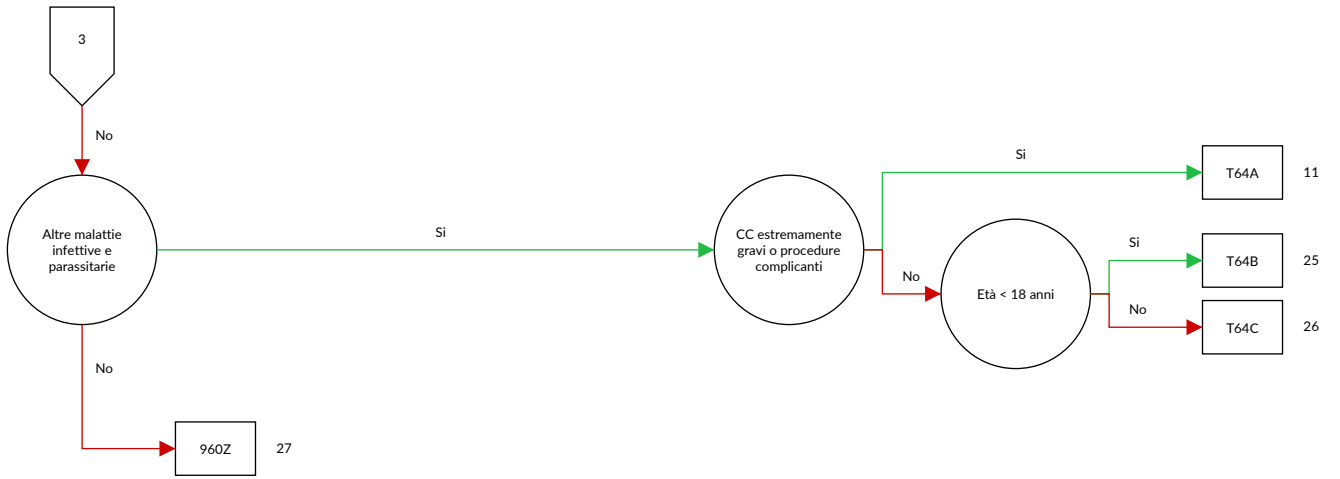 3
No
Altre malattie
infettive e
parassitarie
Si
CC estremamente
gravi o procedure
complicanti
Si
T64A
11
No
Età < 18 anni
Si
T64B
25
No
T64C
26
No
960Z
27